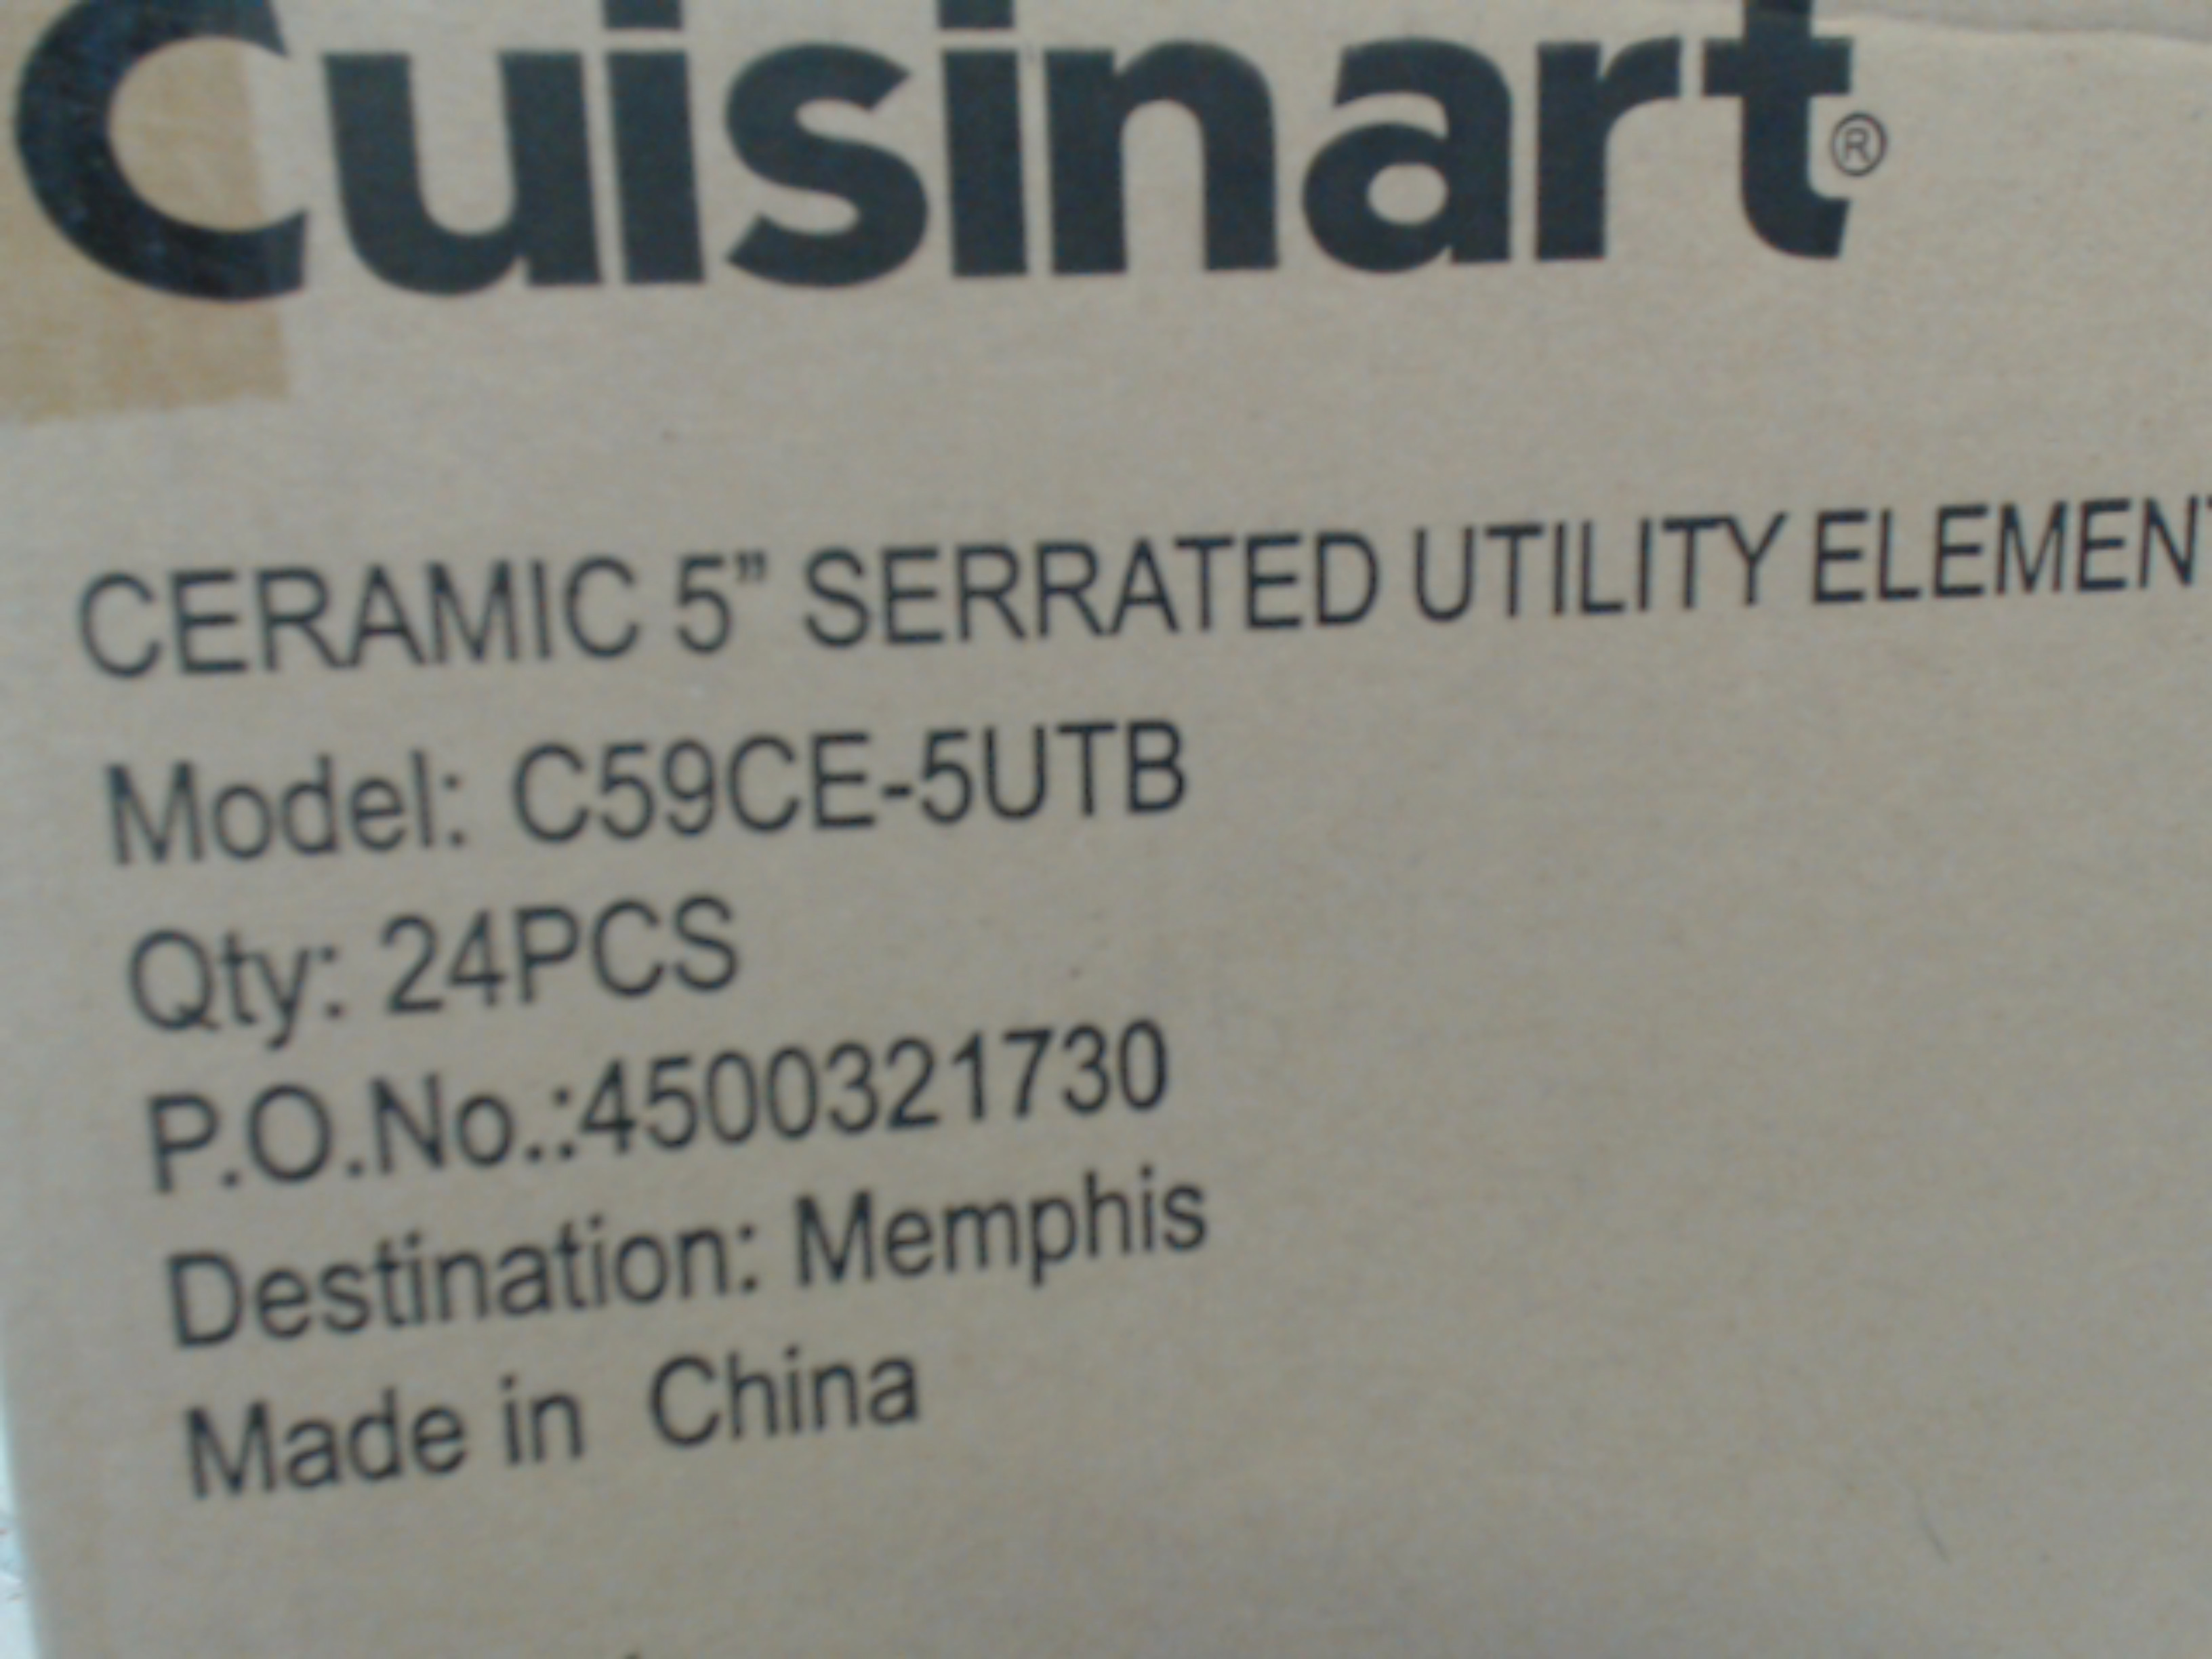 Cuisinart®
CERAMIC 5” SERRATED UTILITY ELEMENT
Model: C59CE-5UTB
Qty: 24PCS
P.O.No.:4500321730
Destination: Memphis
Made in China